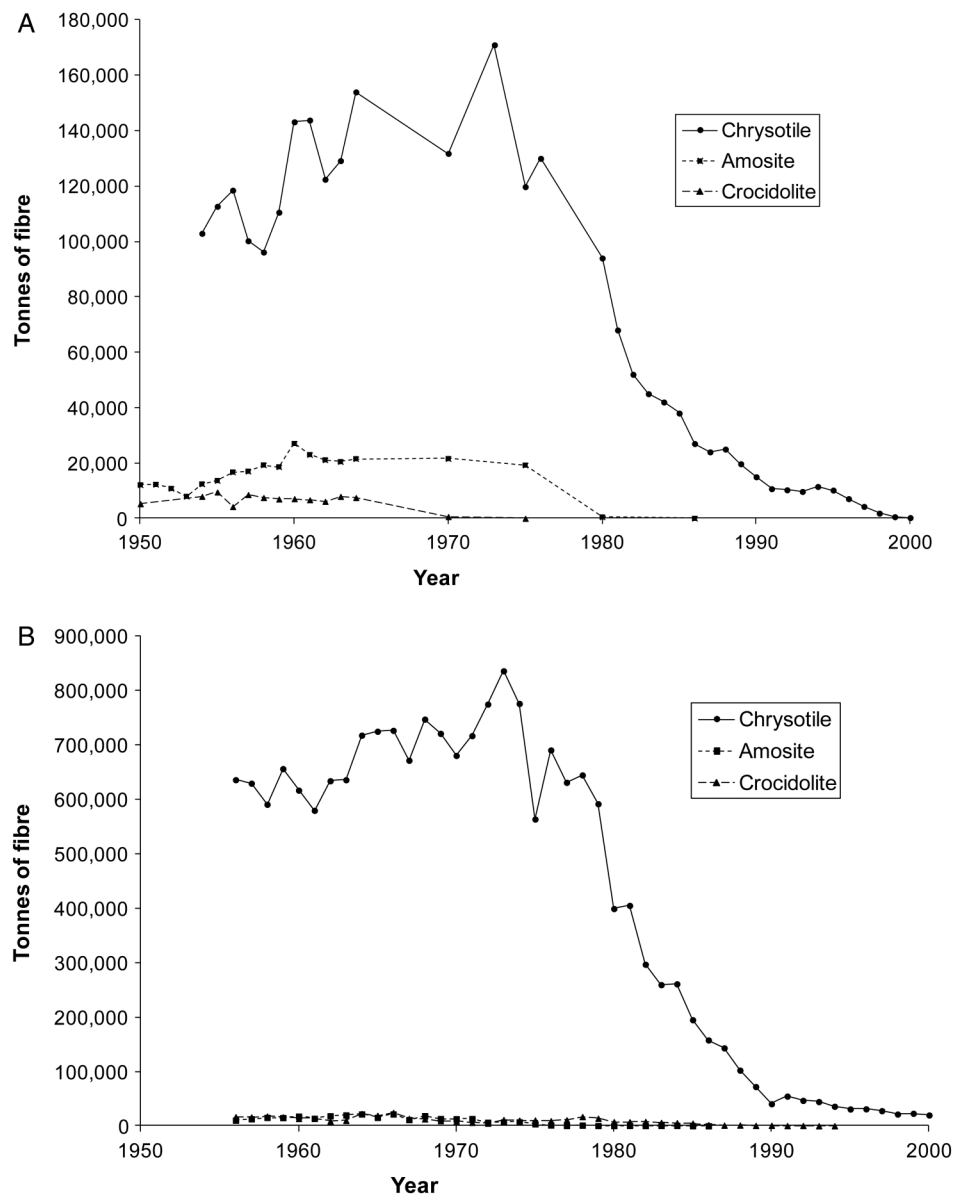 A
180,000
160,000
140,000
120,000
100,000
80,000
60,000
40,000
20,000
0
Tonnes of fibre
Chrysotile
Amosite
Crocidolite
1950 1960 1970 1980 1990 2000
Year
B
900,000
800,000
700,000
600,000
500,000
400,000
300,000
200,000
100,000
0
Tonnes of fibre
Chrysotile
Amosite
Crocidolite
1950 1960 1970 1980 1990 2000
Year